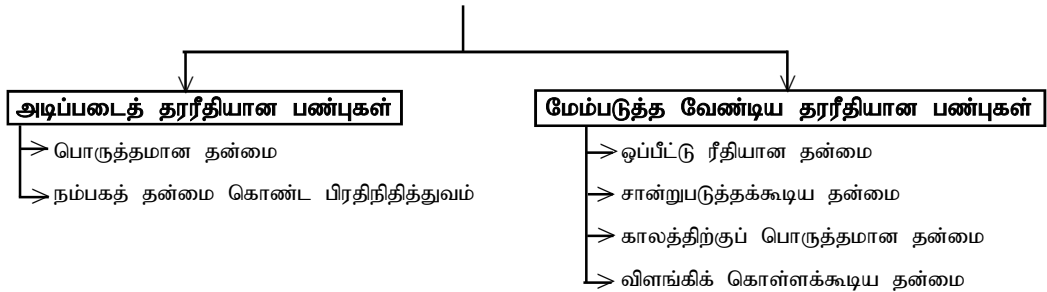 அடிப்படைத் தரரீதியான பண்புகள்
பொருத்தமான தன்மை
நம்பகத் தன்மை கொண்ட பிரதிநிதித்துவம்
மேம்படுத்த வேண்டிய தரரீதியான பண்புகள்
ஒப்பீட்டு ரீதியான தன்மை
சான்றுபடுத்தக்கூடிய தன்மை
காலத்திற்குப் பொருத்தமான தன்மை
விளங்கிக் கொள்ளக்கூடிய தன்மை